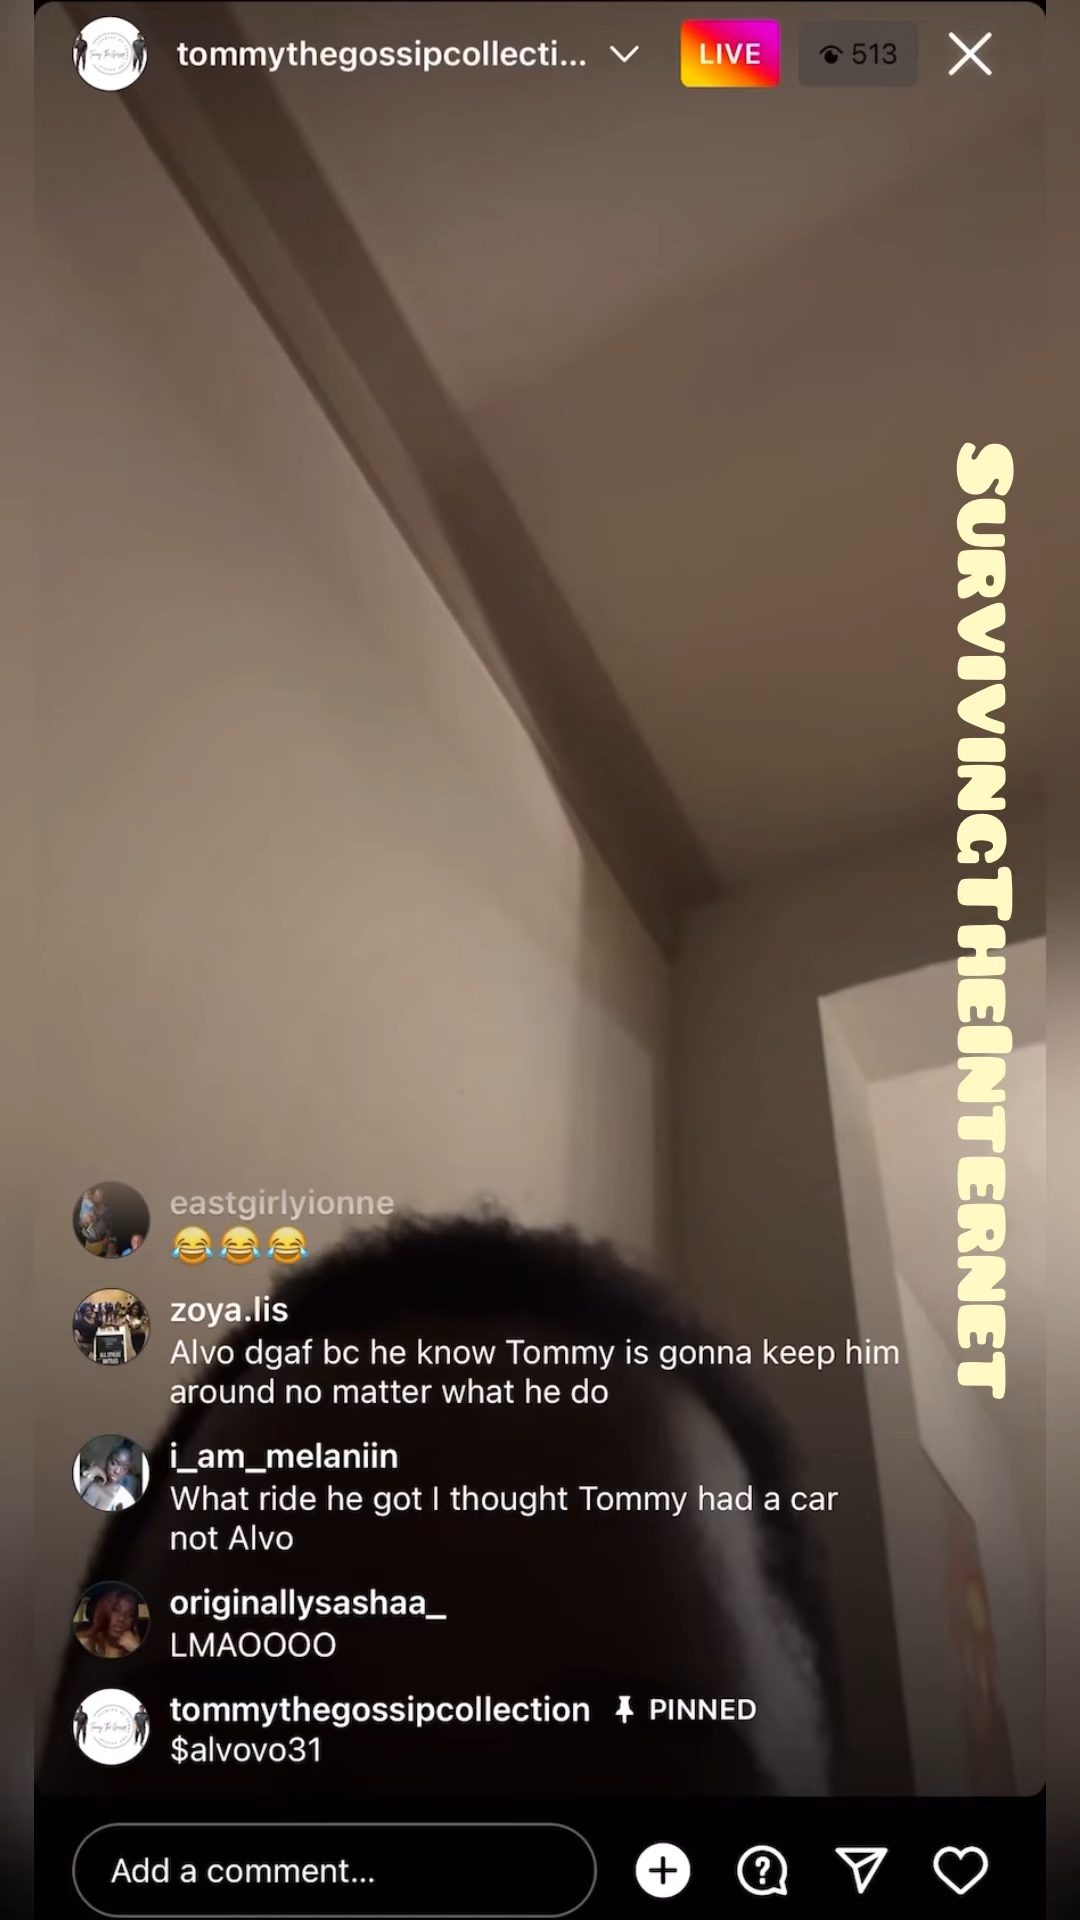 tommythegossipcollecti...
LIVE
513
SURVIVINGTHEINTERNET
eastgirlyionne
😂😂😂
zoya.lis
Alvo dgaf bc he know Tommy is gonna keep him
around no matter what he do
i_am_melaniin
What ride he got I thought Tommy had a car
not Alvo
originallysashaa_
LMAOOOO
tommythegossipcollection PINNED
$alvovo31
Add a comment...